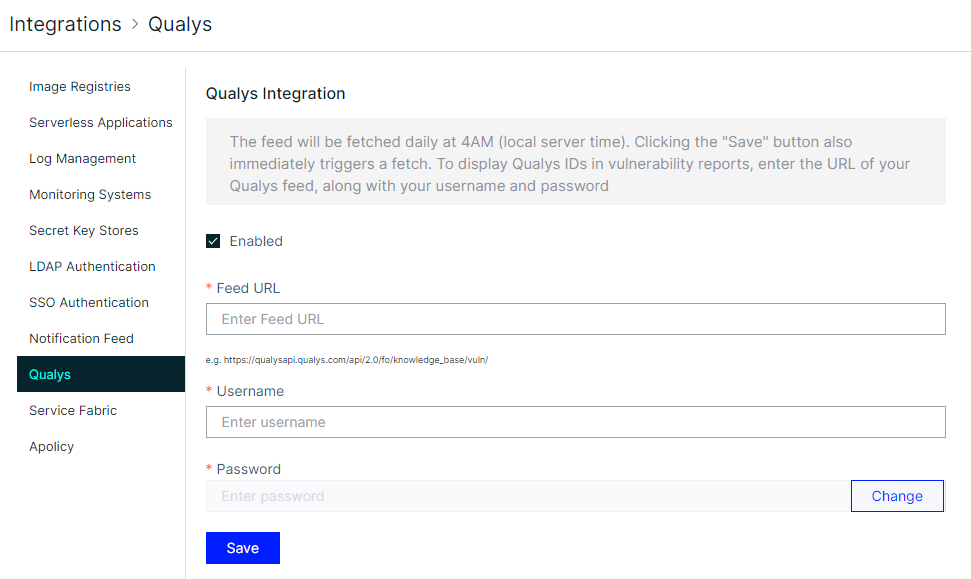 Integrations > Qualys
Image Registries
Serverless Applications
Log Management
Monitoring Systems
Secret Key Stores
LDAP Authentication
SSO Authentication
Notification Feed
Qualys
Service Fabric
Apolicy
Qualys Integration
The feed will be fetched daily at 4AM (local server time). Clicking the "Save" button also
immediately triggers a fetch. To display Qualys IDs in vulnerability reports, enter the URL of your
Qualys feed, along with your username and password
Enabled
* Feed URL
Enter Feed URL
e.g. https://qualysapi.qualys.com/api/2.0/fo/knowledge_base/vuln/
* Username
Enter username
* Password
Enter password
Change
Save